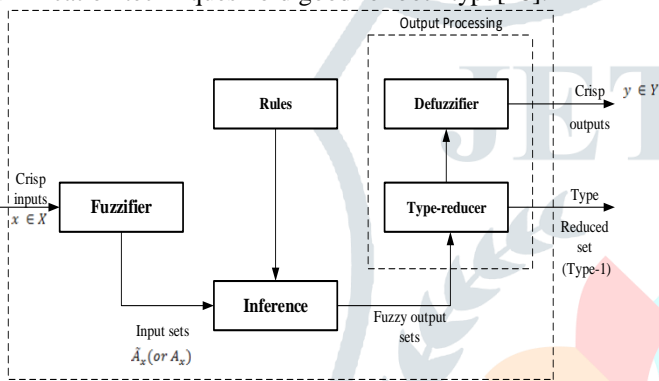 Output Processing
Rules
Defuzzifier
Crisp
outputs
y ∈ Y
Crisp
inputs
x ∈ X
Fuzzifier
Type-reducer
Type
Reduced
set
(Type-1)
Inference
Input sets
Ã_x(or A_x)
Fuzzy output
sets
JET